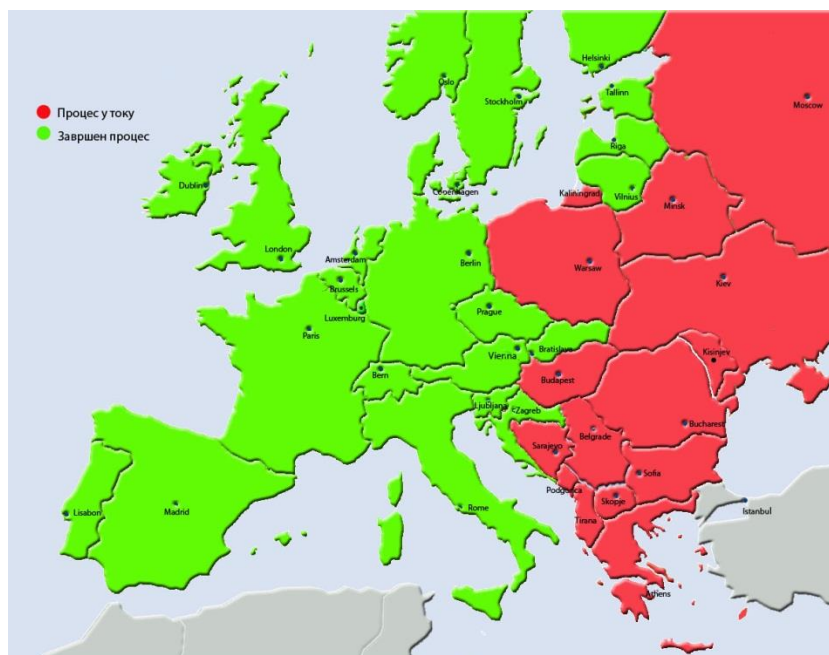 Процес у току
Завршен процес
Helsinki
Oslo
Tallinn
Stockholm
Moscow
Riga
Dublin
Copenhagen
Kaliningrad
Vilnius
Minsk
London
Amsterdam
Berlin
Warsaw
Brussels
Kiev
Luxemburg
Prague
Paris
Vienna
Bratislava
Kisinjev
Bern
Budapest
Ljubljana
Zagreb
Bucharest
Belgrade
Sarajevo
Sofia
Podgorica
Skopje
Lisabon
Madrid
Rome
Istanbul
Tirana
Athens